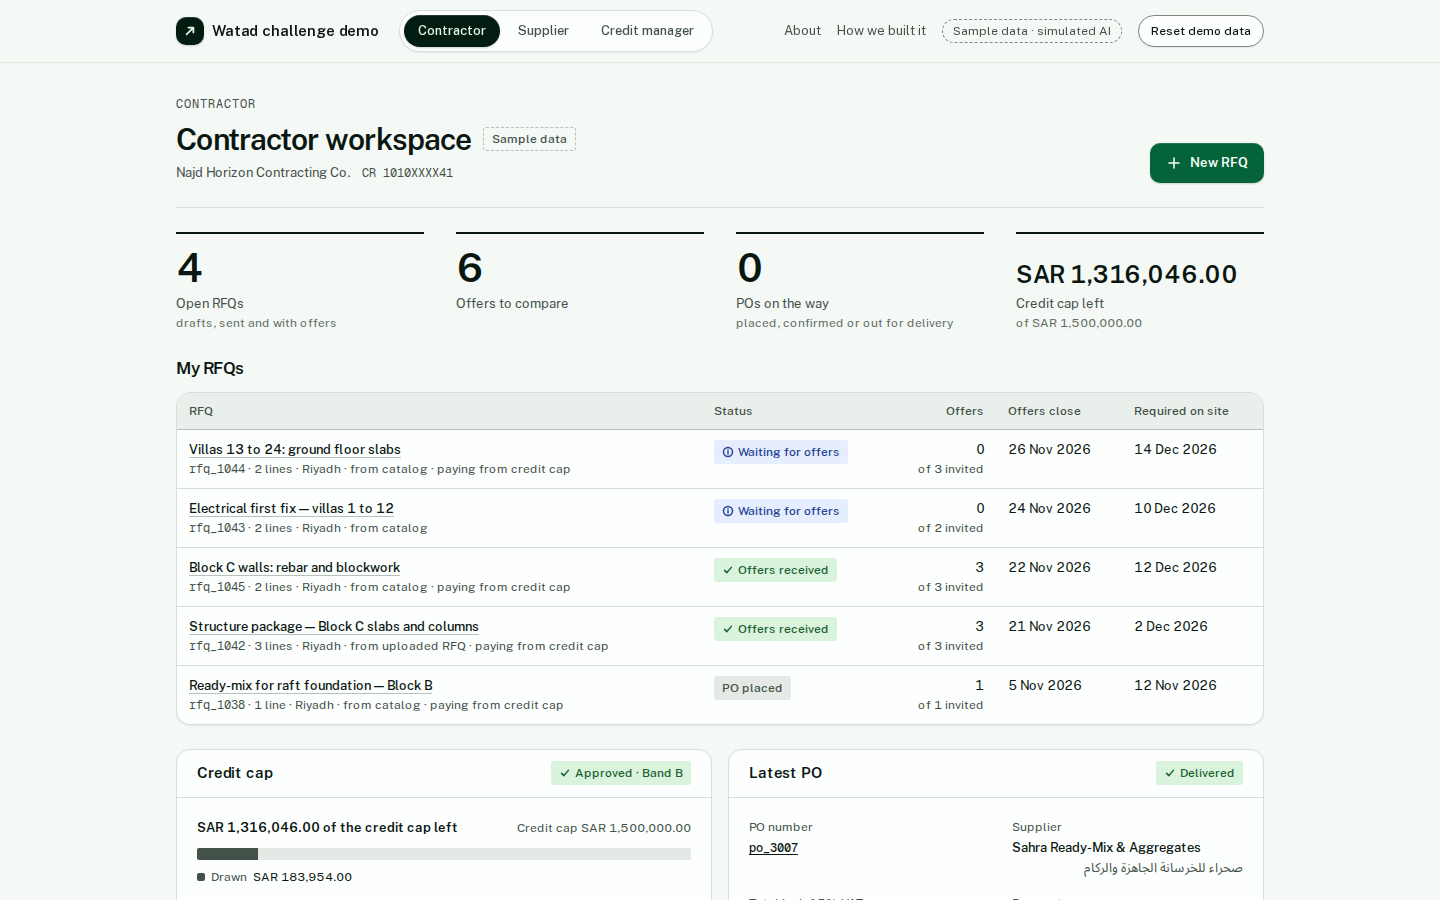 Watad challenge demo
Contractor
Supplier
Credit manager
About
How we built it
Sample data · simulated AI
Reset demo data
CONTRACTOR
Contractor workspace
Sample data
Najd Horizon Contracting Co. CR 1010XXXX41
New RFQ
4
Open RFQs
drafts, sent and with offers
6
Offers to compare
0
POs on the way
placed, confirmed or out for delivery
SAR 1,316,046.00
Credit cap left
of SAR 1,500,000.00
My RFQs
RFQ Status Offers Offers close Required on site
Villas 13 to 24: ground floor slabs Waiting for offers 0 26 Nov 2026 14 Dec 2026
rfq_1044 · 2 lines · Riyadh · from catalog · paying from credit cap of 3 invited
Electrical first fix — villas 1 to 12 Waiting for offers 0 24 Nov 2026 10 Dec 2026
rfq_1043 · 2 lines · Riyadh · from catalog of 2 invited
Block C walls: rebar and blockwork Offers received 3 22 Nov 2026 12 Dec 2026
rfq_1045 · 2 lines · Riyadh · from catalog · paying from credit cap of 3 invited
Structure package — Block C slabs and columns Offers received 3 21 Nov 2026 2 Dec 2026
rfq_1042 · 3 lines · Riyadh · from uploaded RFQ · paying from credit cap of 3 invited
Ready-mix for raft foundation — Block B PO placed 1 5 Nov 2026 12 Nov 2026
rfq_1038 · 1 line · Riyadh · from catalog · paying from credit cap of 1 invited
Credit cap
Approved · Band B
SAR 1,316,046.00 of the credit cap left
Credit cap SAR 1,500,000.00
Drawn SAR 183,954.00
Latest PO
Delivered
PO number
po_3007
Supplier
Sahra Ready-Mix & Aggregates
صحراء للخرسانة الجاهزة والركام